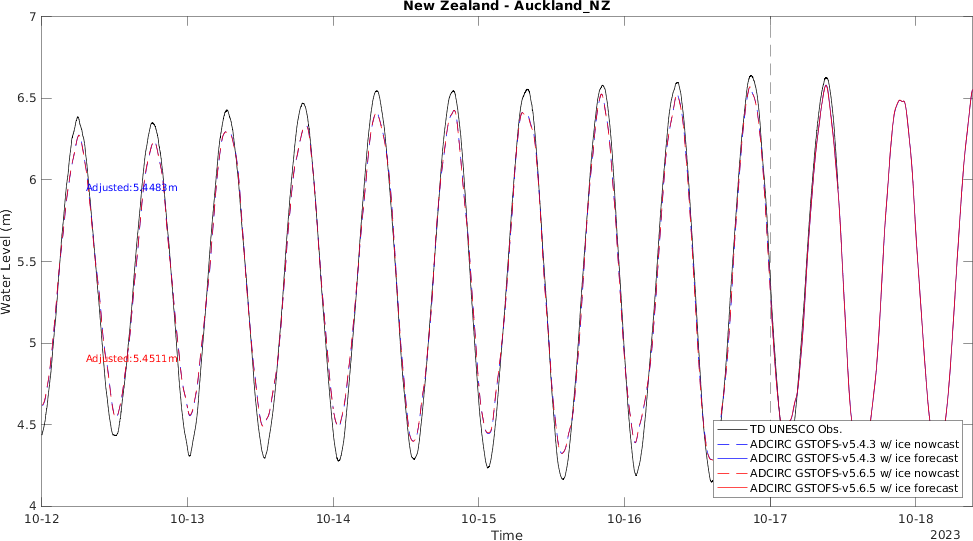 New Zealand - Auckland_NZ
7
6.5
6
5.5
5
4.5
4
Water Level (m)
Adjusted:5.4483m
Adjusted:5.4511m
TD UNESCO Obs.
ADCIRC GSTOFS-v5.4.3 w/ ice nowcast
ADCIRC GSTOFS-v5.4.3 w/ ice forecast
ADCIRC GSTOFS-v5.6.5 w/ ice nowcast
ADCIRC GSTOFS-v5.6.5 w/ ice forecast
10-12 10-13 10-14 10-15 10-16 10-17 10-18
Time
2023